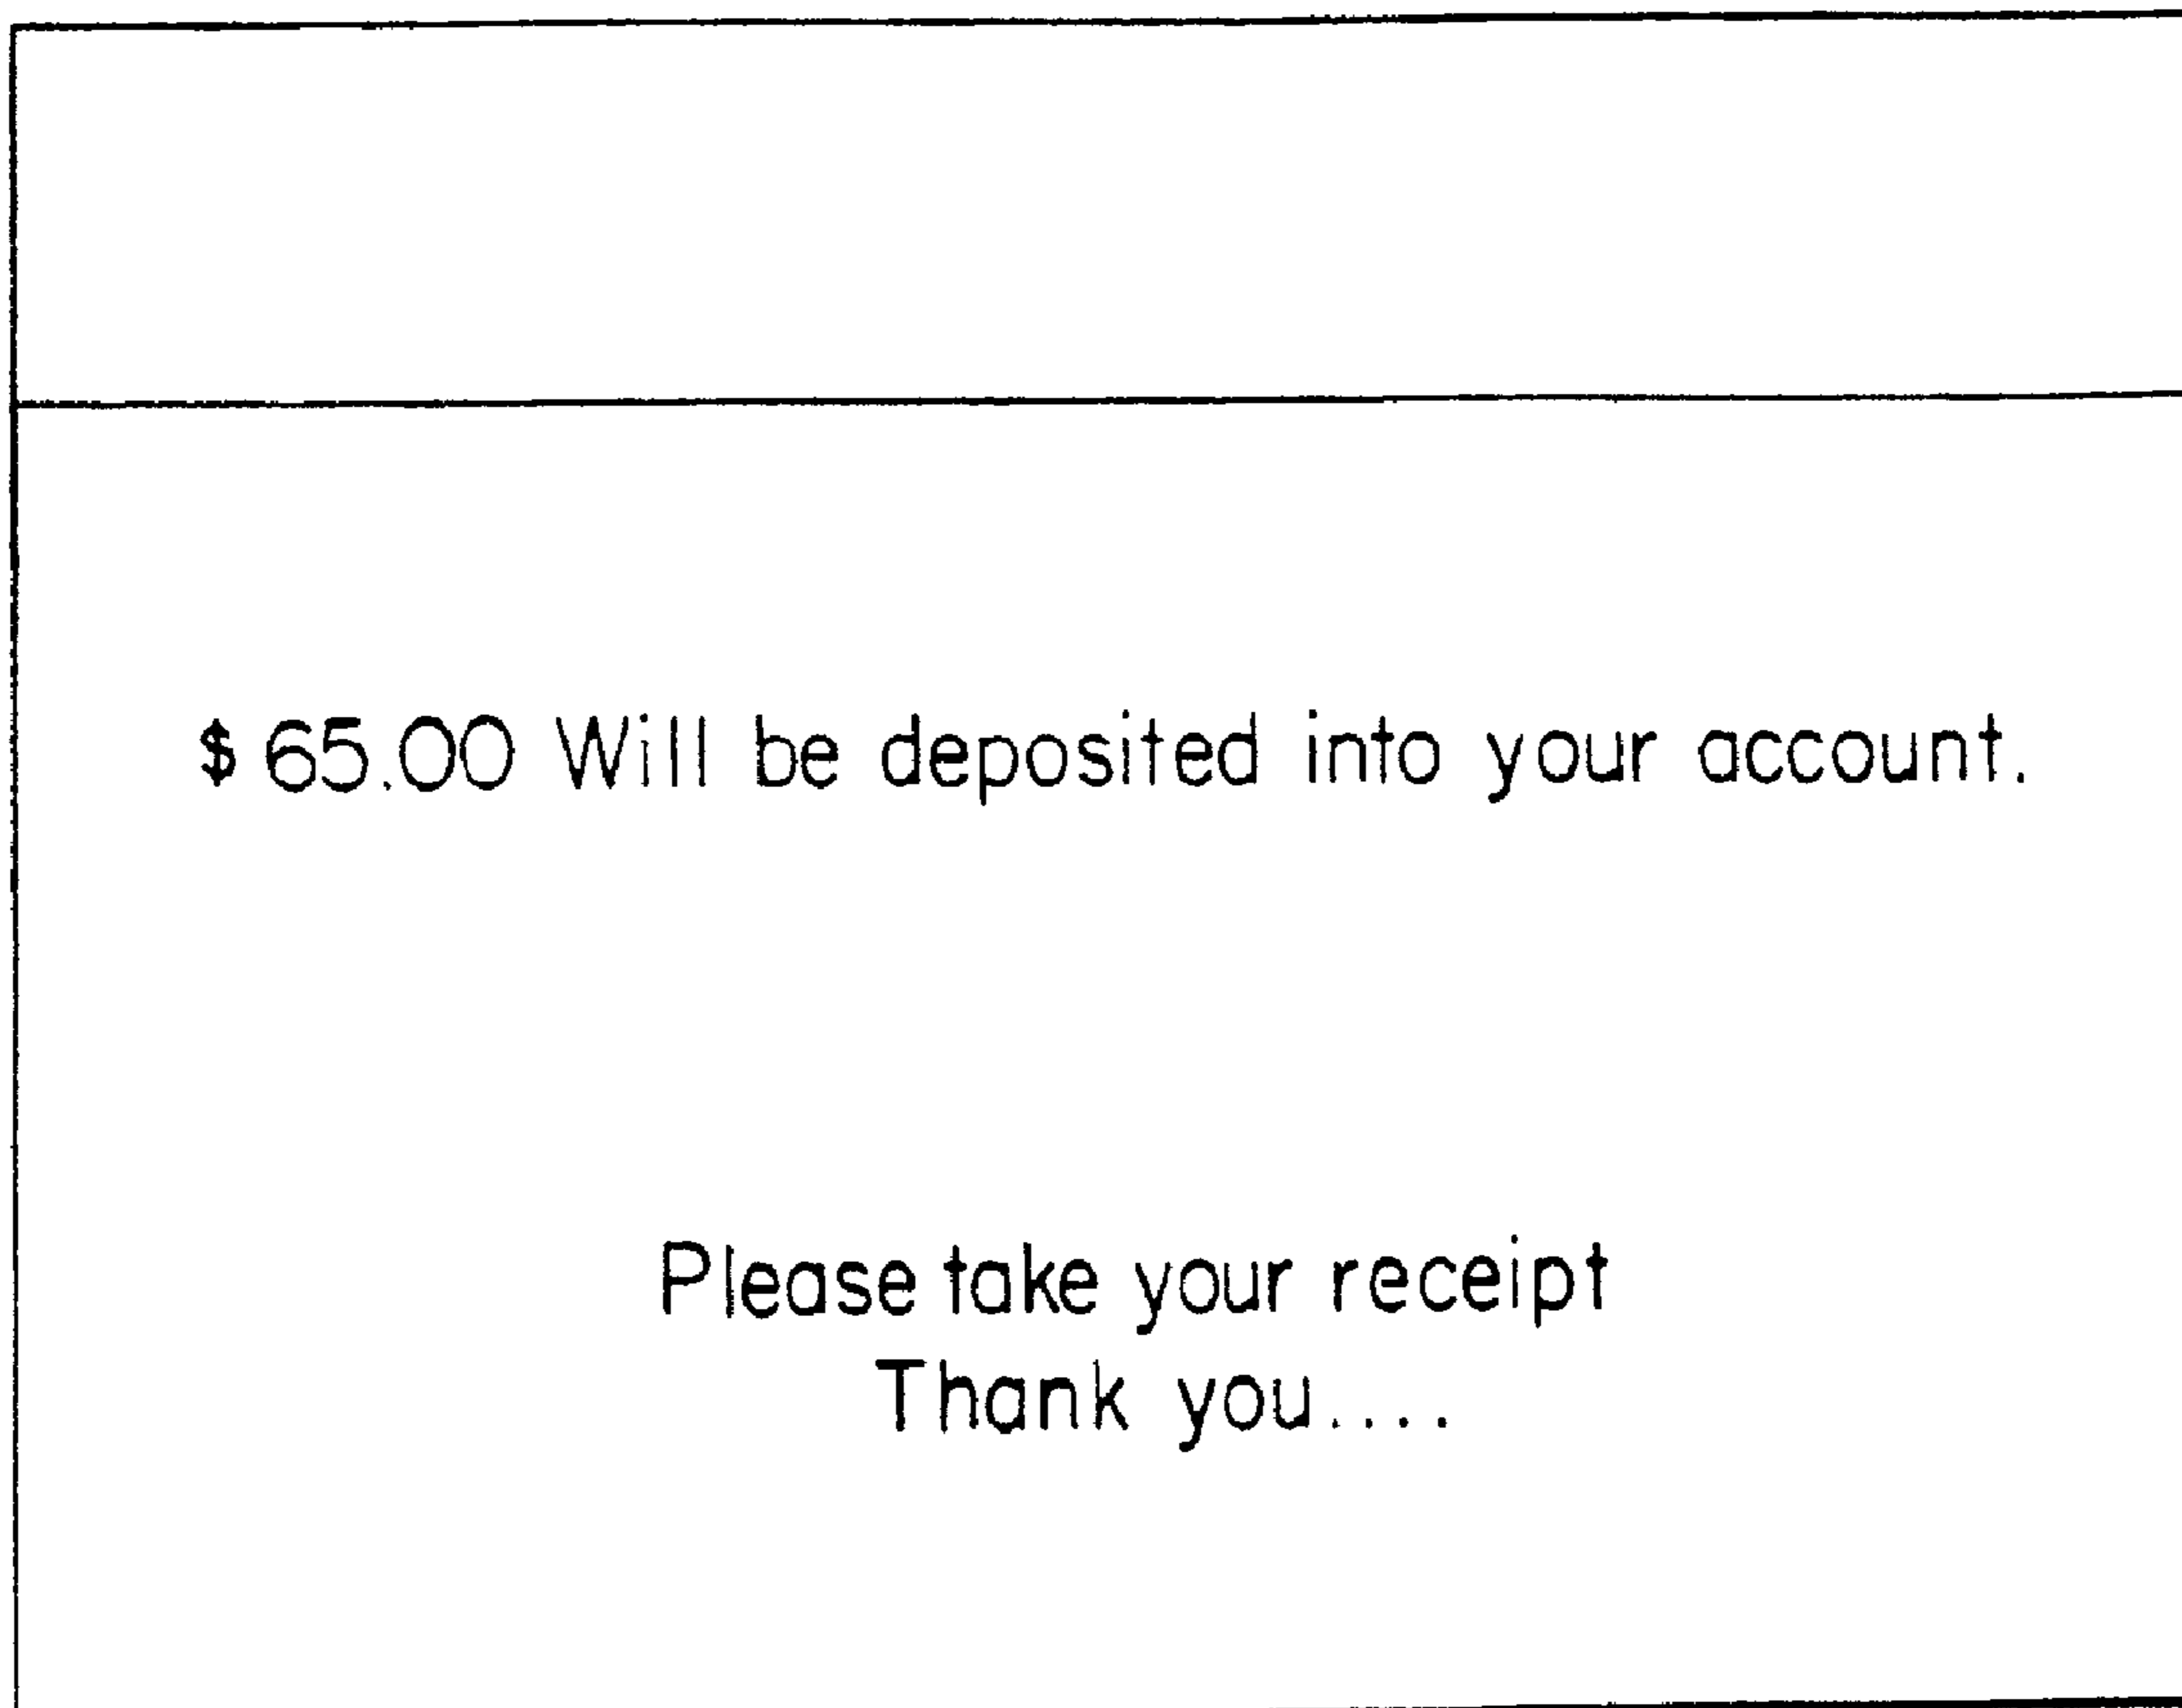 $ 65.00 Will be deposited into your account.
Please take your receipt
Thank you....